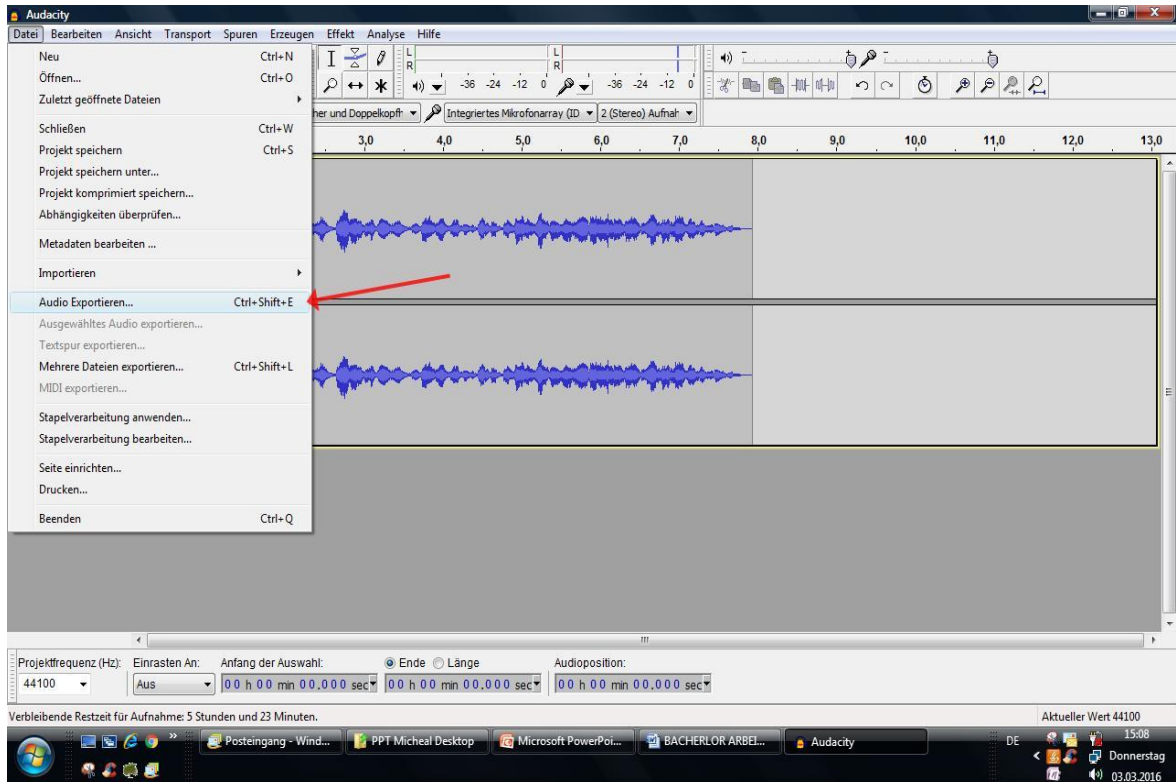 Audacity
Datei Bearbeiten Ansicht Transport Spuren Erzeugen Effekt Analyse Hilfe
Neu Ctrl+N
Öffnen... Ctrl+O
Zuletzt geöffnete Dateien
Schließen Ctrl+W
Projekt speichern Ctrl+S
Projekt speichern unter...
Projekt komprimiert speichern...
Abhängigkeiten überprüfen...
Metadaten bearbeiten ...
Importieren
Audio Exportieren... Ctrl+Shift+E
Ausgewähltes Audio exportieren...
Textspur exportieren...
Mehrere Dateien exportieren... Ctrl+Shift+L
MIDI exportieren...
Stapelverarbeitung anwenden...
Stapelverarbeitung bearbeiten...
Seite einrichten...
Drucken...
Beenden Ctrl+Q
L L
R R
-36 -24 -12 0 -36 -24 -12 0
her und Doppelkopfh Integriertes Mikrofonarray (ID 2 (Stereo) Aufnah
3,0 4,0 5,0 6,0 7,0 8,0 9,0 10,0 11,0 12,0 13,0
Projektfrequenz (Hz): Einrasten An: Anfang der Auswahl: Ende Länge Audioposition:
44100 Aus 00 h 00 min 00.000 sec 00 h 00 min 00.000 sec 00 h 00 min 00.000 sec
Verbleibende Restzeit für Aufnahme: 5 Stunden und 23 Minuten. Aktueller Wert 44100
Posteingang - Wind... PPT Micheal Desktop Microsoft PowerPoi... BACHERLOR ARBEI... Audacity DE 15:08
Donnerstag
03.03.2016